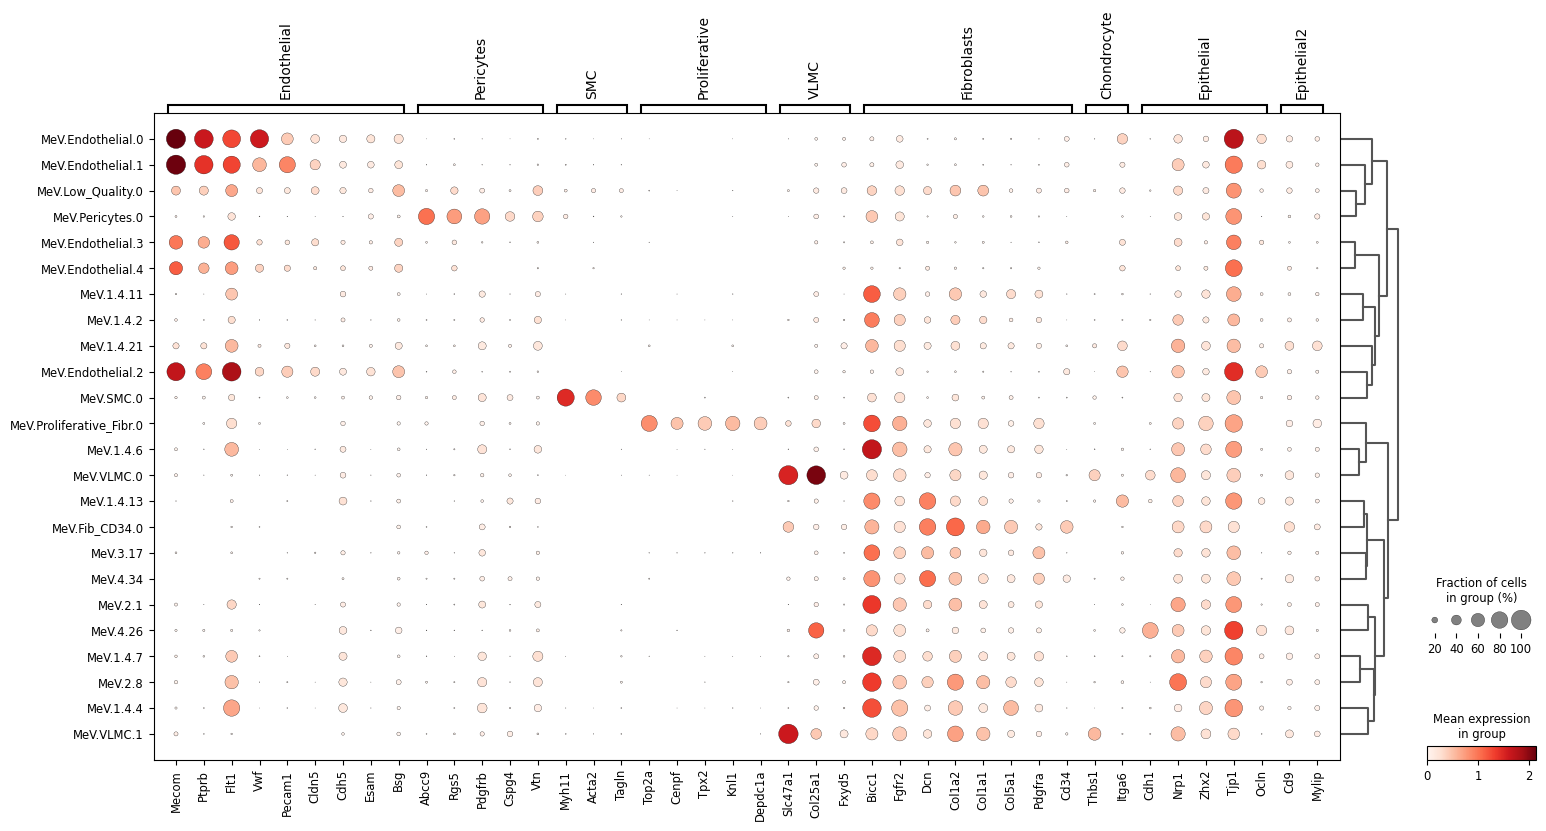 Endothelial
Pericytes
SMC
Proliferative
VLMC
Fibroblasts
Chondrocyte
Epithelial
Epithelial2
MeV.Endothelial.0
MeV.Endothelial.1
MeV.Low_Quality.0
MeV.Pericytes.0
MeV.Endothelial.3
MeV.Endothelial.4
MeV.1.4.11
MeV.1.4.2
MeV.1.4.21
MeV.Endothelial.2
MeV.SMC.0
MeV.Proliferative_Fibr.0
MeV.1.4.6
MeV.VLMC.0
MeV.1.4.13
MeV.Fib_CD34.0
MeV.3.17
MeV.4.34
MeV.2.1
MeV.4.26
MeV.1.4.7
MeV.2.8
MeV.1.4.4
MeV.VLMC.1
Mecom
Ptprb
Flt1
Vwf
Pecam1
Cldn5
Cdh5
Esam
Bsg
Abcc9
Rgs5
Pdgfrb
Cspg4
Vtn
Myh11
Acta2
Tagln
Top2a
Cenpf
Tpx2
Knl1
Depdc1a
Slc47a1
Col25a1
Fxyd5
Bicc1
Fgfr2
Dcn
Col1a2
Col1a1
Col5a1
Pdgfra
Cd34
Thbs1
Itga6
Cdh1
Nrp1
Zhx2
Tjp1
Ocln
Cd9
Mylip
Fraction of cells
in group (%)
20 40 60 80 100
Mean expression
in group
0 1 2